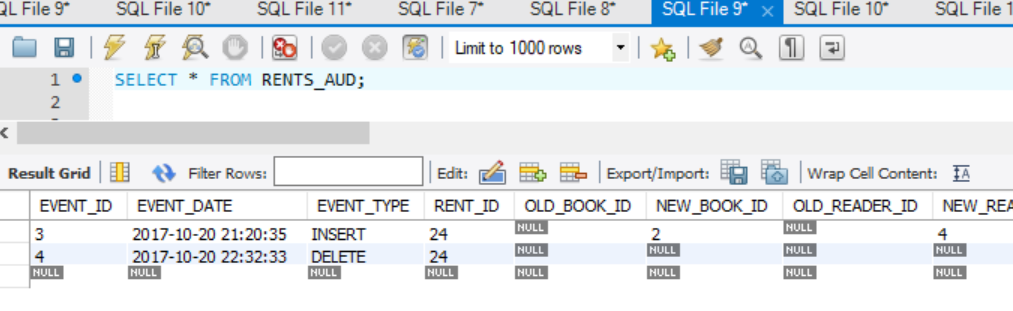 QL File 9* SQL File 10* SQL File 11* SQL File 7* SQL File 8* SQL File 9* × SQL File 10* SQL File 1
Limit to 1000 rows
1 SELECT * FROM RENTS_AUD;
2
Result Grid Filter Rows: Edit: Export/Import: Wrap Cell Content: IA
EVENT_ID EVENT_DATE EVENT_TYPE RENT_ID OLD_BOOK_ID NEW_BOOK_ID OLD_READER_ID NEW_REA
3 2017-10-20 21:20:35 INSERT 24 NULL 2 NULL 4
4 2017-10-20 22:32:33 DELETE 24 NULL NULL NULL NULL
NULL NULL NULL NULL NULL NULL NULL NULL